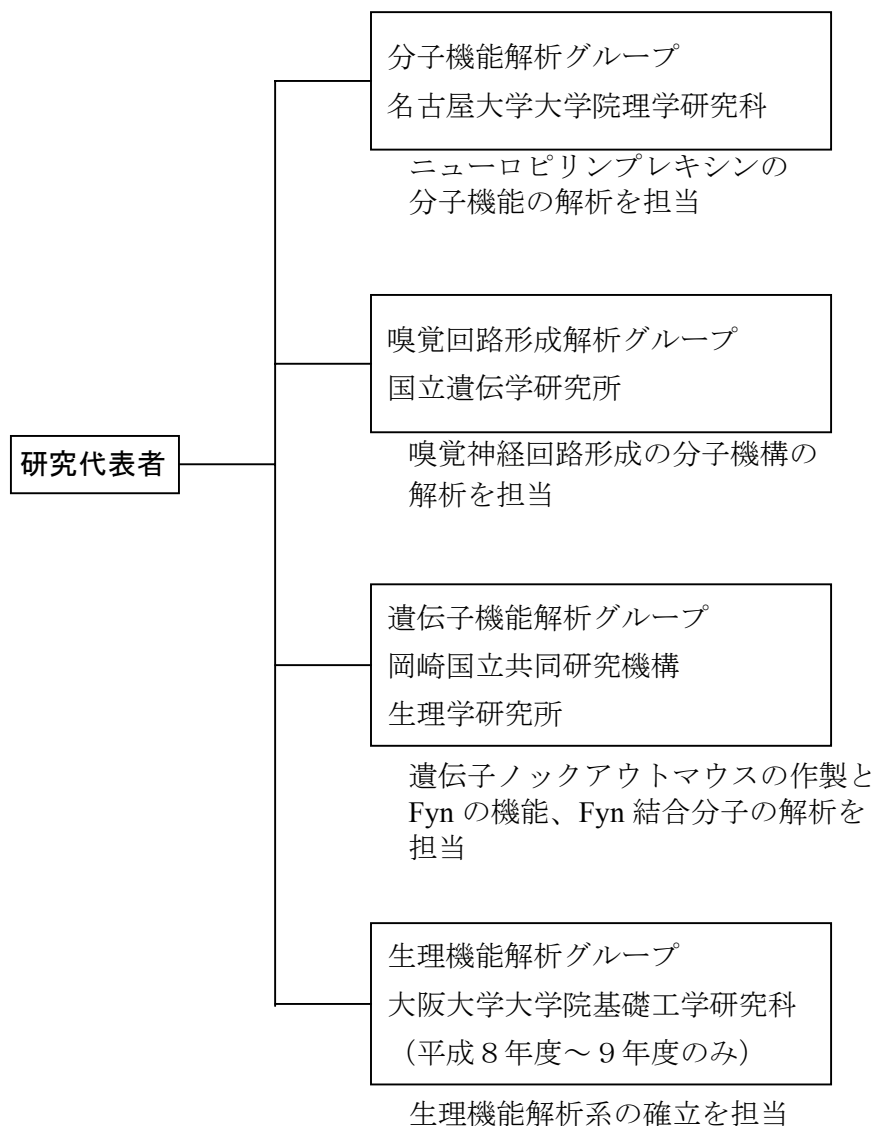 分子機能解析グループ
名古屋大学大学院理学研究科
ニューロピリンプレキシンの
分子機能の解析を担当
嗅覚回路形成解析グループ
国立遺伝学研究所
嗅覚神経回路形成の分子機構の
解析を担当
研究代表者
遺伝子機能解析グループ
岡崎国立共同研究機構
生理学研究所
遺伝子ノックアウトマウスの作製と
Fyn の機能、Fyn 結合分子の解析を
担当
生理機能解析グループ
大阪大学大学院基礎工学研究科
（平成８年度～９年度のみ）
生理機能解析系の確立を担当